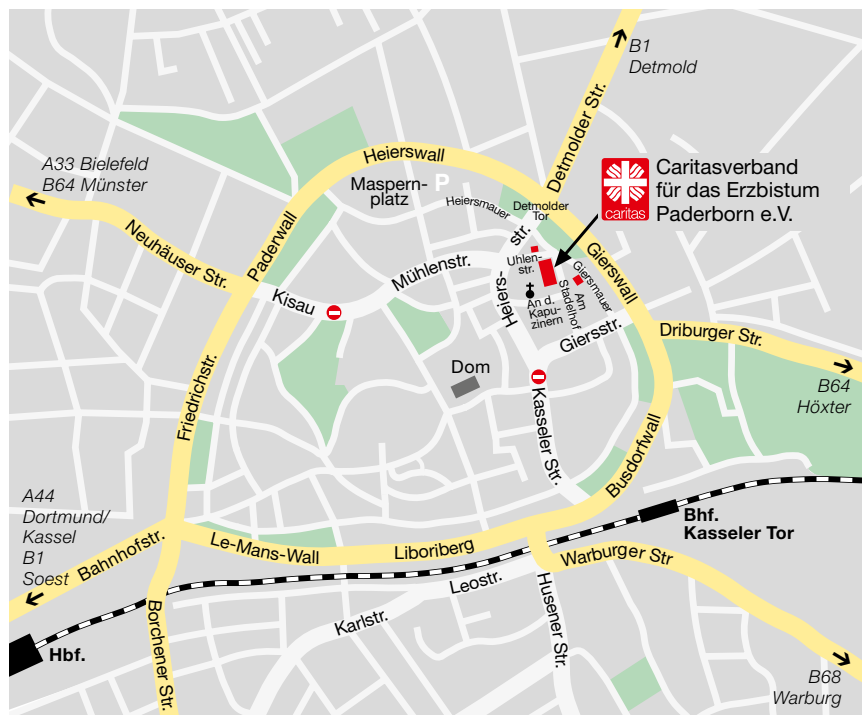 B1
Detmold
Detmolder Str.
A33 Bielefeld
B64 Münster
Heierswall
Caritasverband
für das Erzbistum
Paderborn e.V.
caritas
Maspern-
platz
P
Heiersmauer
Detmolder
Tor
Neuhäuser Str.
Paderwall
Mühlenstr.
Heiers-
str.
Uhlen-
str.
Gierswall
Giersmauer
Am
Stadelhof
An d.
Kapu-
zinern
Kisau
Giersstr.
Driburger Str.
B64
Höxter
Dom
Friedrichstr.
Kasseler Str.
Busdorfwall
A44
Dortmund/
Kassel
B1
Soest
Bahnhofstr.
Le-Mans-Wall
Liboriberg
Bhf.
Kasseler Tor
Warburger Str
Leostr.
Karlstr.
Husener Str.
Borchener Str.
Hbf.
B68
Warburg